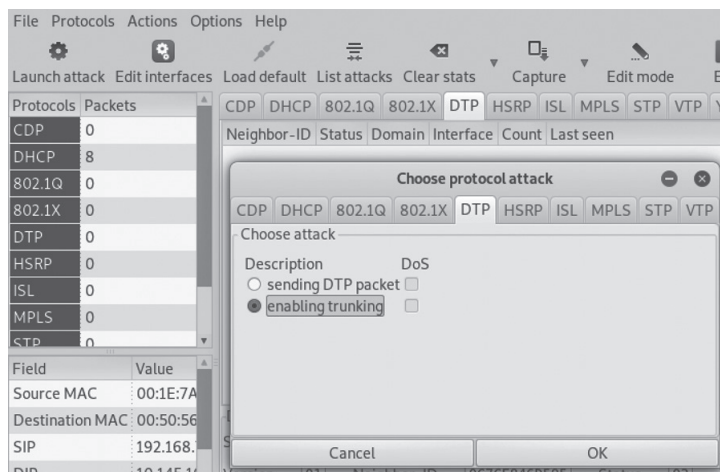 File Protocols Actions Options Help
Launch attack Edit interfaces Load default List attacks Clear stats Capture Edit mode
Protocols Packets
CDP 0
DHCP 8
802.1Q 0
802.1X 0
DTP 0
HSRP 0
ISL 0
MPLS 0
STP 0
CDP DHCP 802.1Q 802.1X DTP HSRP ISL MPLS STP VTP
Neighbor-ID Status Domain Interface Count Last seen
Choose protocol attack
CDP DHCP 802.1Q 802.1X DTP HSRP ISL MPLS STP VTP
Choose attack
Description DoS
sending DTP packet
enabling trunking
Cancel OK
Field Value
Source MAC 00:1E:7A
Destination MAC 00:50:56
SIP 192.168.